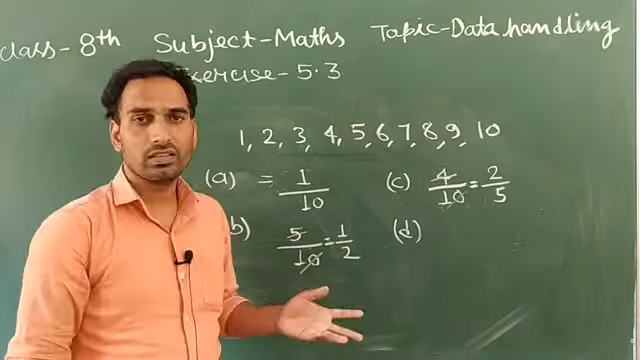 class - 8th Subject - Maths Topic - Data handling
Exercise - 5.3
1, 2, 3, 4, 5, 6, 7, 8, 9, 10
(a) = 1/10 (c) 4/10 = 2/5
b) 5/10 = 1/2 (d)